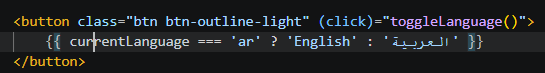 <button class="btn btn-outline-light" (click)="toggleLanguage()">
{{ currentLanguage === 'ar' ? 'English' : 'العربية' }}
</button>